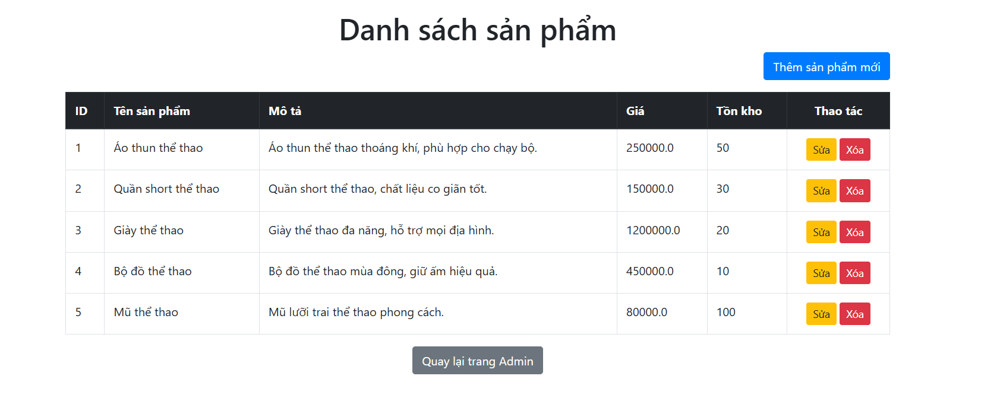 Danh sách sản phẩm
Thêm sản phẩm mới
ID Tên sản phẩm Mô tả Giá Tồn kho Thao tác
1 Áo thun thể thao Áo thun thể thao thoáng khí, phù hợp cho chạy bộ. 250000.0 50 Sửa Xóa
2 Quần short thể thao Quần short thể thao, chất liệu co giãn tốt. 150000.0 30 Sửa Xóa
3 Giày thể thao Giày thể thao đa năng, hỗ trợ mọi địa hình. 1200000.0 20 Sửa Xóa
4 Bộ đồ thể thao Bộ đồ thể thao mùa đông, giữ ấm hiệu quả. 450000.0 10 Sửa Xóa
5 Mũ thể thao Mũ lưỡi trai thể thao phong cách. 80000.0 100 Sửa Xóa
Quay lại trang Admin